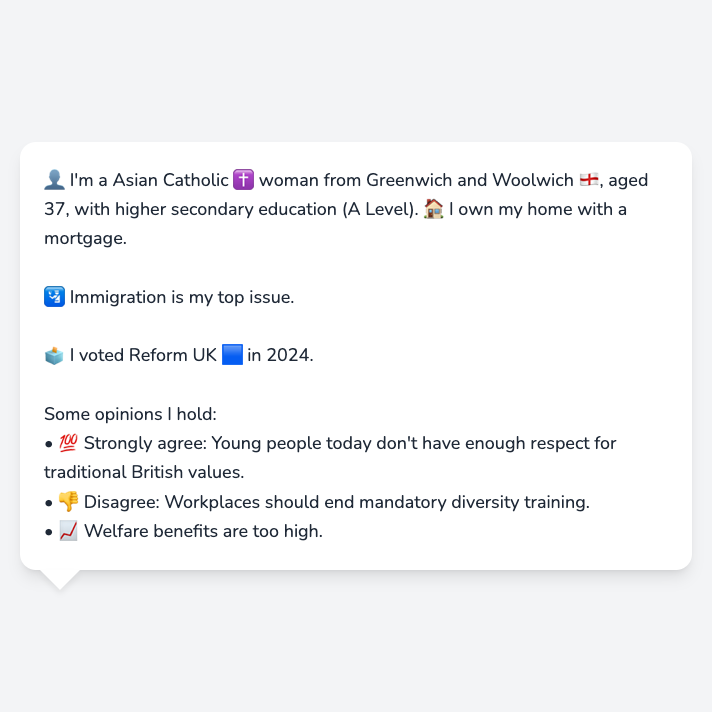 👤 I'm a Asian Catholic ✝️ woman from Greenwich and Woolwich 🏴󠁧󠁢󠁥󠁮󠁧󠁿, aged
37, with higher secondary education (A Level). 🏠 I own my home with a
mortgage.
🛂 Immigration is my top issue.
🗳️ I voted Reform UK 🟦 in 2024.
Some opinions I hold:
• 💯 Strongly agree: Young people today don't have enough respect for
traditional British values.
• 👎 Disagree: Workplaces should end mandatory diversity training.
• 📈 Welfare benefits are too high.